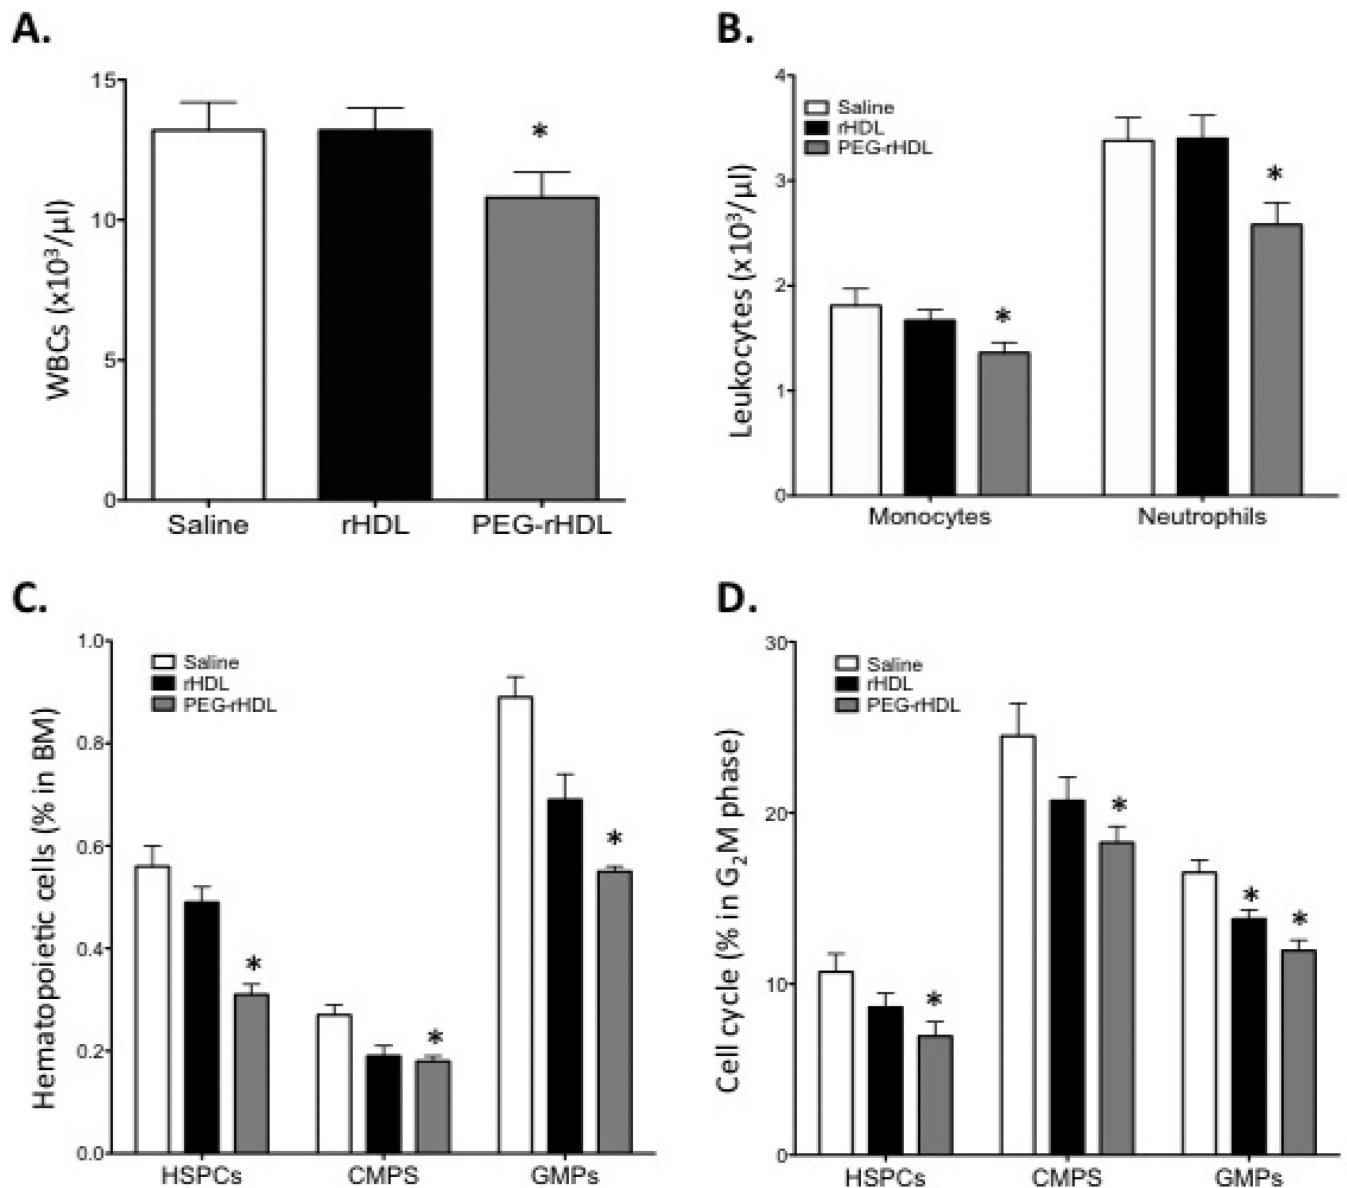 A.
WBCs (x10³/µl)
15
10
5
0
*
Saline rHDL PEG-rHDL
B.
Leukocytes (x10³/µl)
4
3
2
1
0
Saline
rHDL
PEG-rHDL
*
*
Monocytes Neutrophils
C.
Hematopoietic cells (% in BM)
1.0
0.8
0.6
0.4
0.2
0.0
Saline
rHDL
PEG-rHDL
*
*
*
HSPCs CMPS GMPs
D.
Cell cycle (% in G₂M phase)
30
20
10
0
Saline
rHDL
PEG-rHDL
*
*
*
*
HSPCs CMPS GMPs